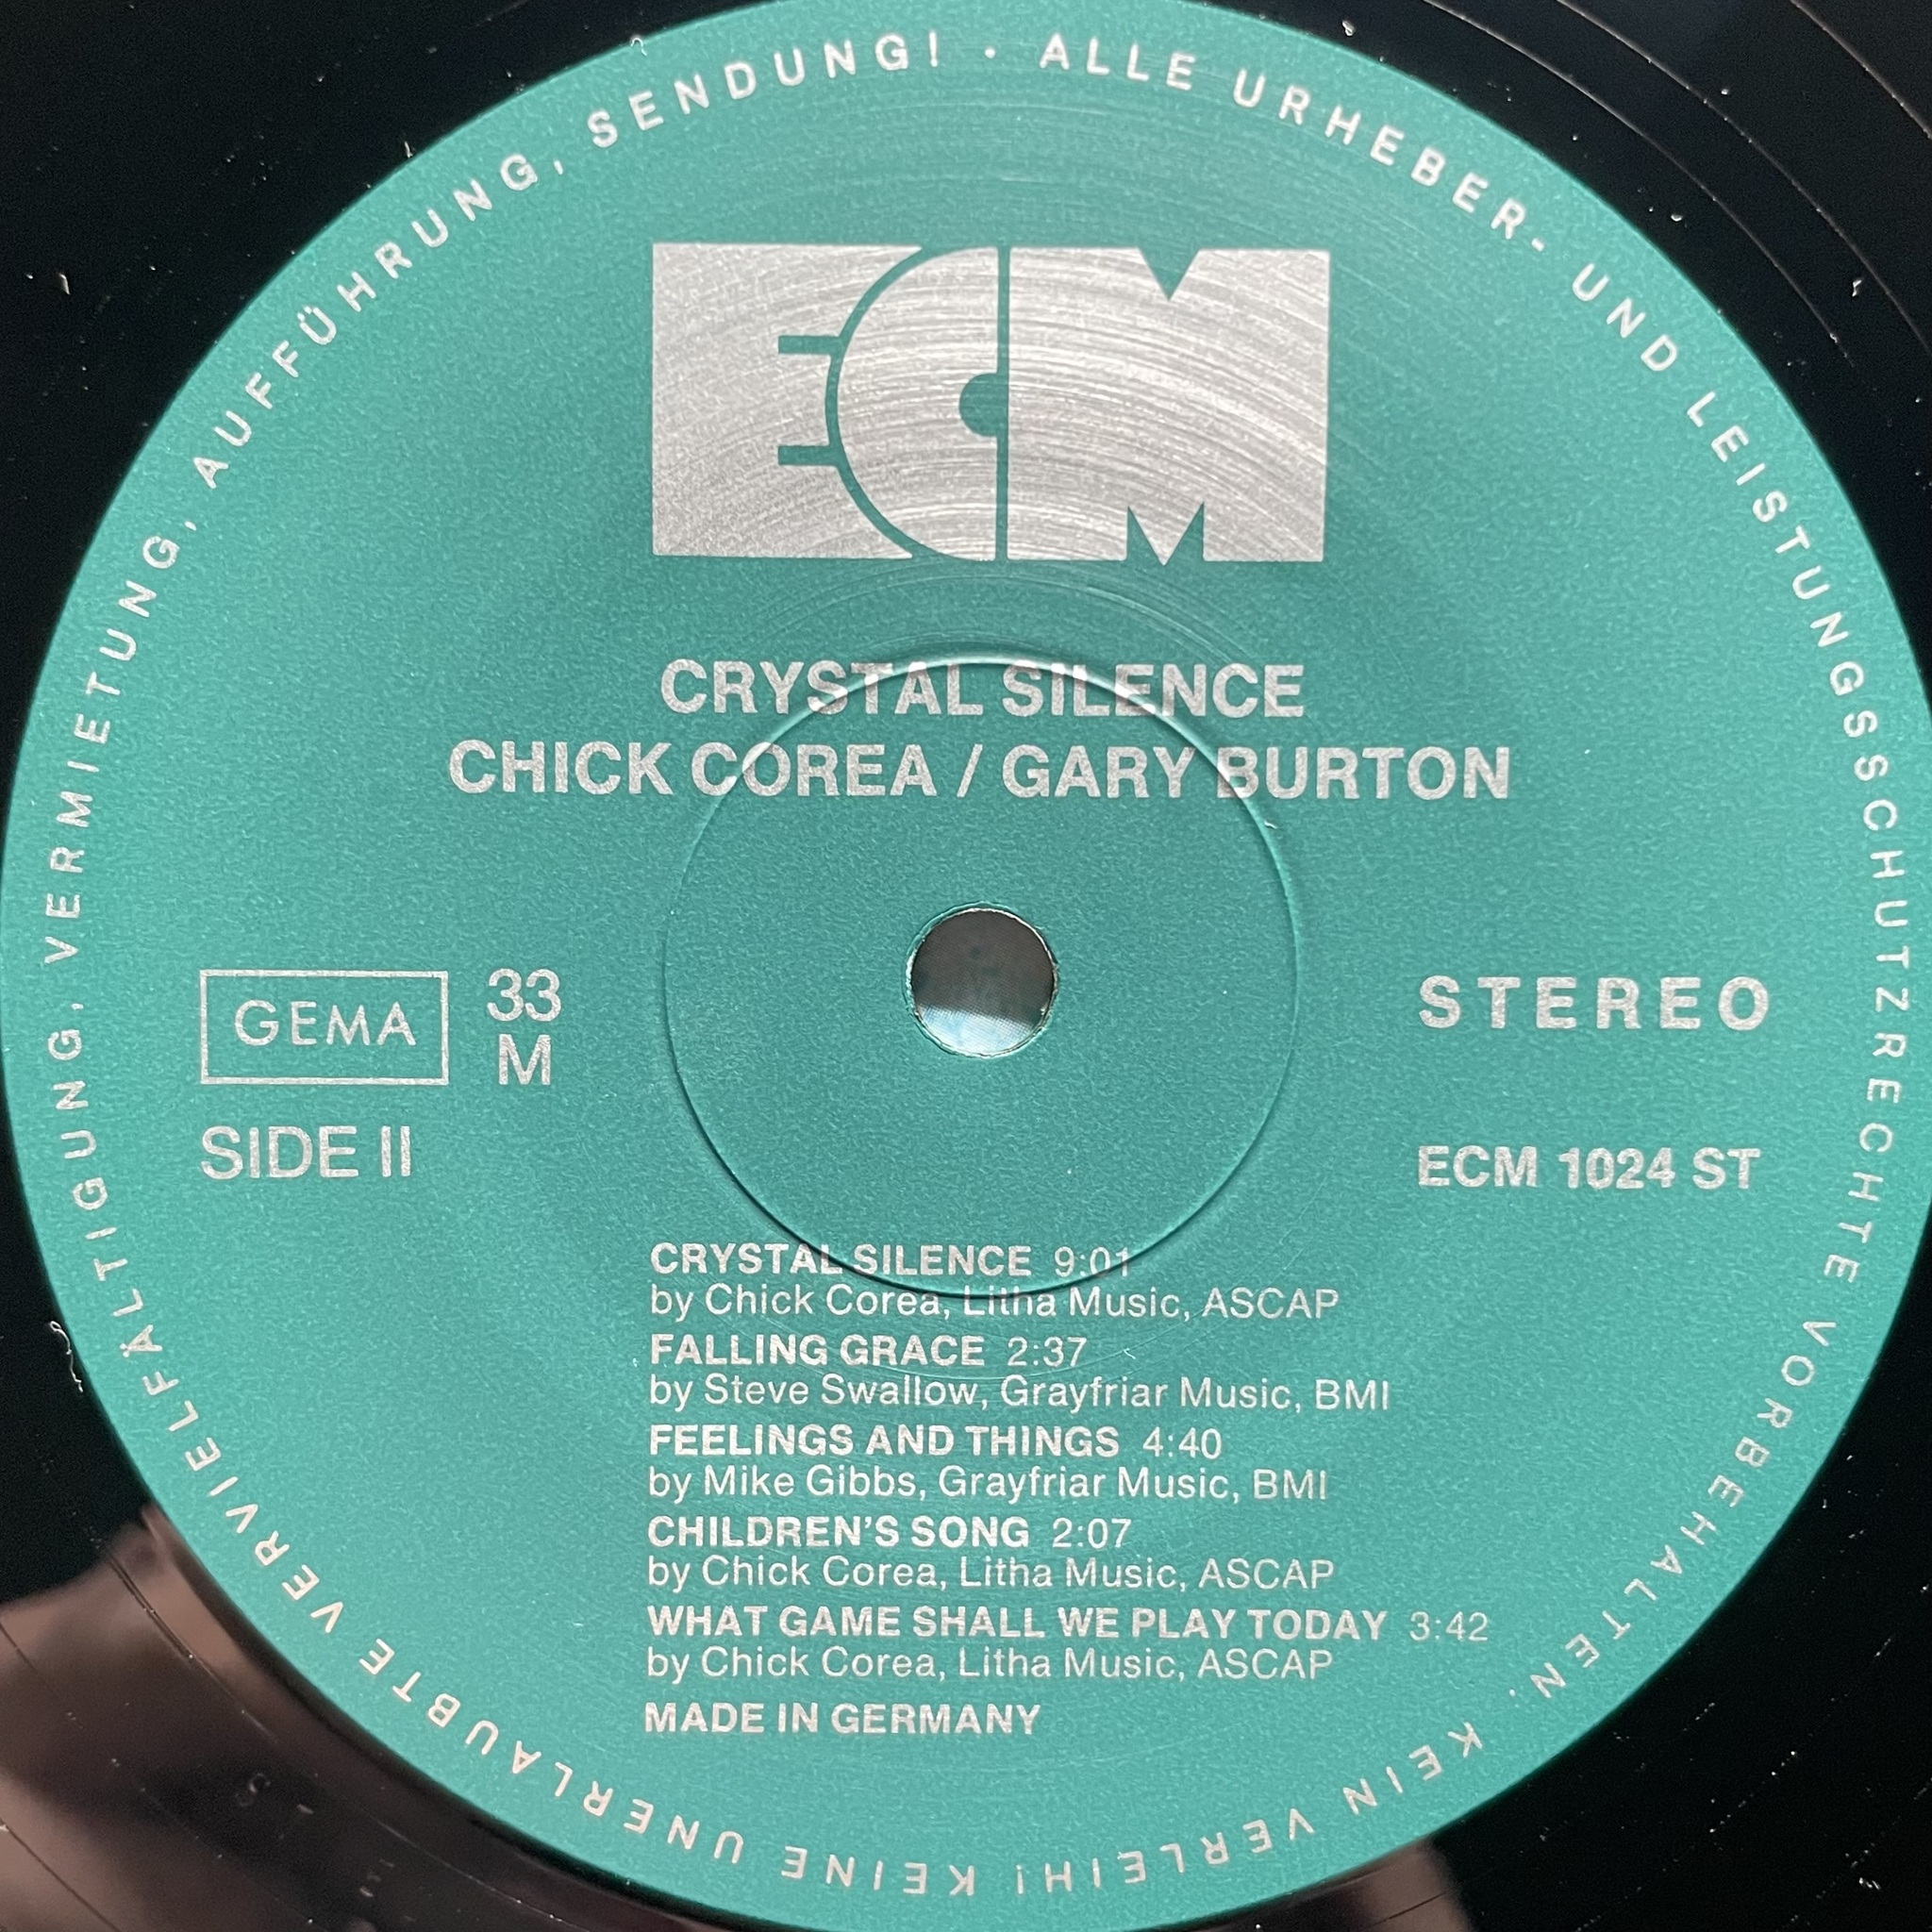 ALLE URHEBER- UND LEISTUNGSSCHUTZRECHTE VORBEHALTEN. KEIN VERLEIH! KEINE UNERLAUBTE VERVIELFÄLTIGUNG, VERMIETUNG, AUFFÜHRUNG, SENDUNG! ·
ECM
CRYSTAL SILENCE
CHICK COREA / GARY BURTON
GEMA
33
M
STEREO
SIDE II
ECM 1024 ST
CRYSTAL SILENCE 9:01
by Chick Corea, Litha Music, ASCAP
FALLING GRACE 2:37
by Steve Swallow, Grayfriar Music, BMI
FEELINGS AND THINGS 4:40
by Mike Gibbs, Grayfriar Music, BMI
CHILDREN'S SONG 2:07
by Chick Corea, Litha Music, ASCAP
WHAT GAME SHALL WE PLAY TODAY 3:42
by Chick Corea, Litha Music, ASCAP
MADE IN GERMANY